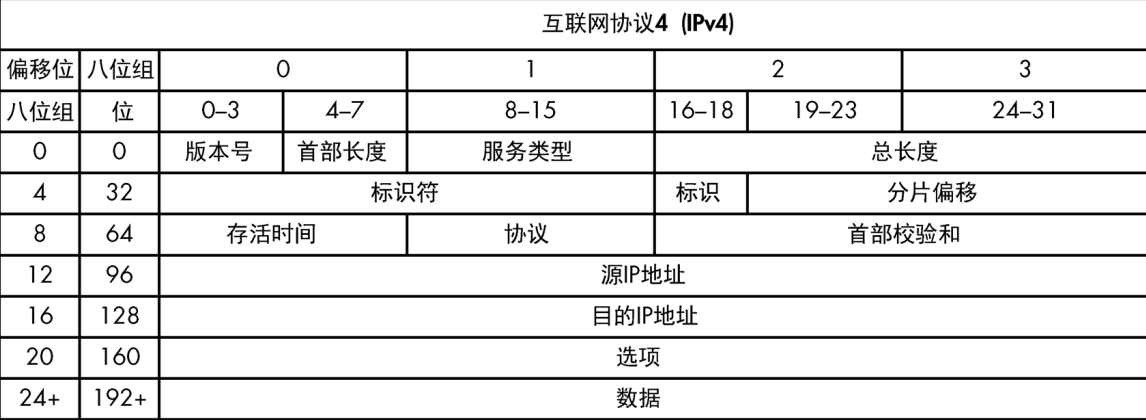 互联网协议4 (IPv4)
偏移位 八位组 0 1 2 3
八位组 位 0–3 4–7 8–15 16–18 19–23 24–31
0 0 版本号 首部长度 服务类型 总长度
4 32 标识符 标识 分片偏移
8 64 存活时间 协议 首部校验和
12 96 源IP地址
16 128 目的IP地址
20 160 选项
24+ 192+ 数据